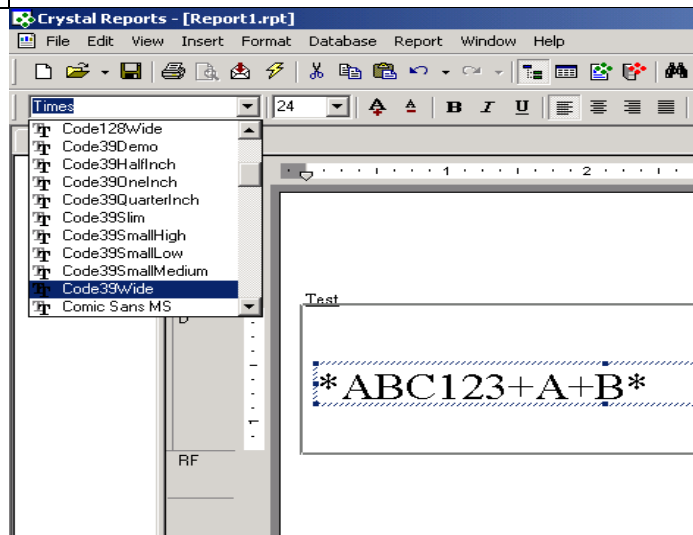 Crystal Reports - [Report1.rpt]
File Edit View Insert Format Database Report Window Help
Times 24 B I U
Code128Wide
Code39Demo
Code39HalfInch
Code39OneInch
Code39QuarterInch
Code39Slim
Code39SmallHigh
Code39SmallLow
Code39SmallMedium
Code39Wide
Comic Sans MS
1 2
Test
D
*ABC123+A+B*
1
RF